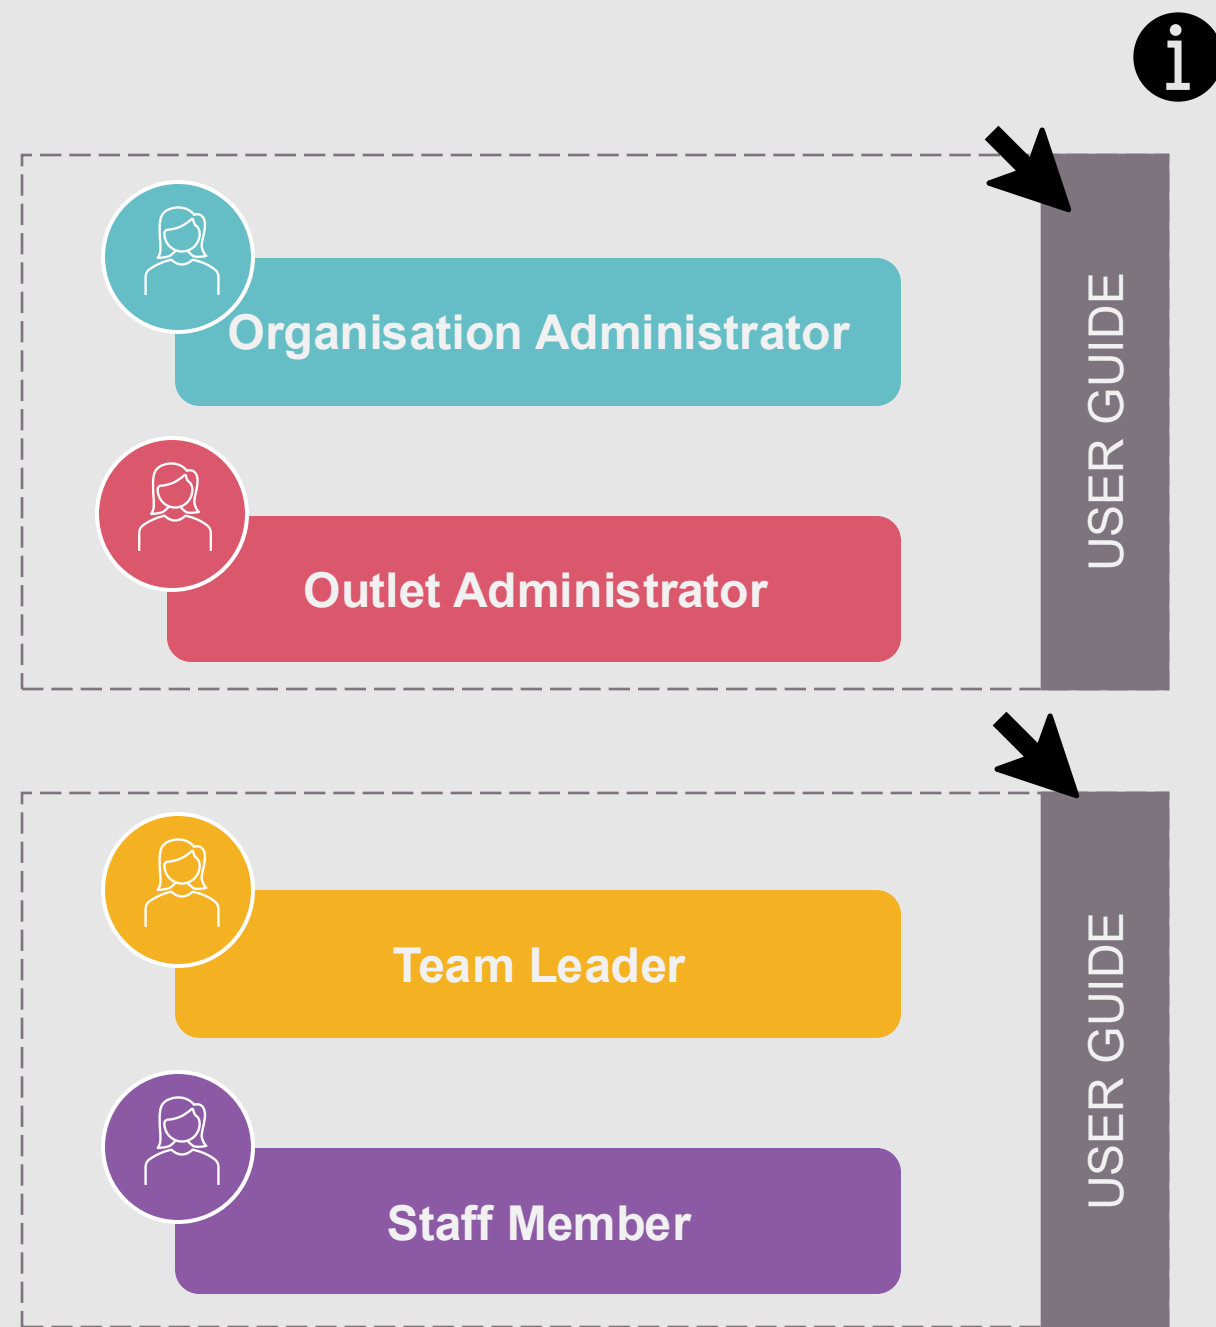 i
Organisation Administrator
Outlet Administrator
USER GUIDE
Team Leader
Staff Member
USER GUIDE